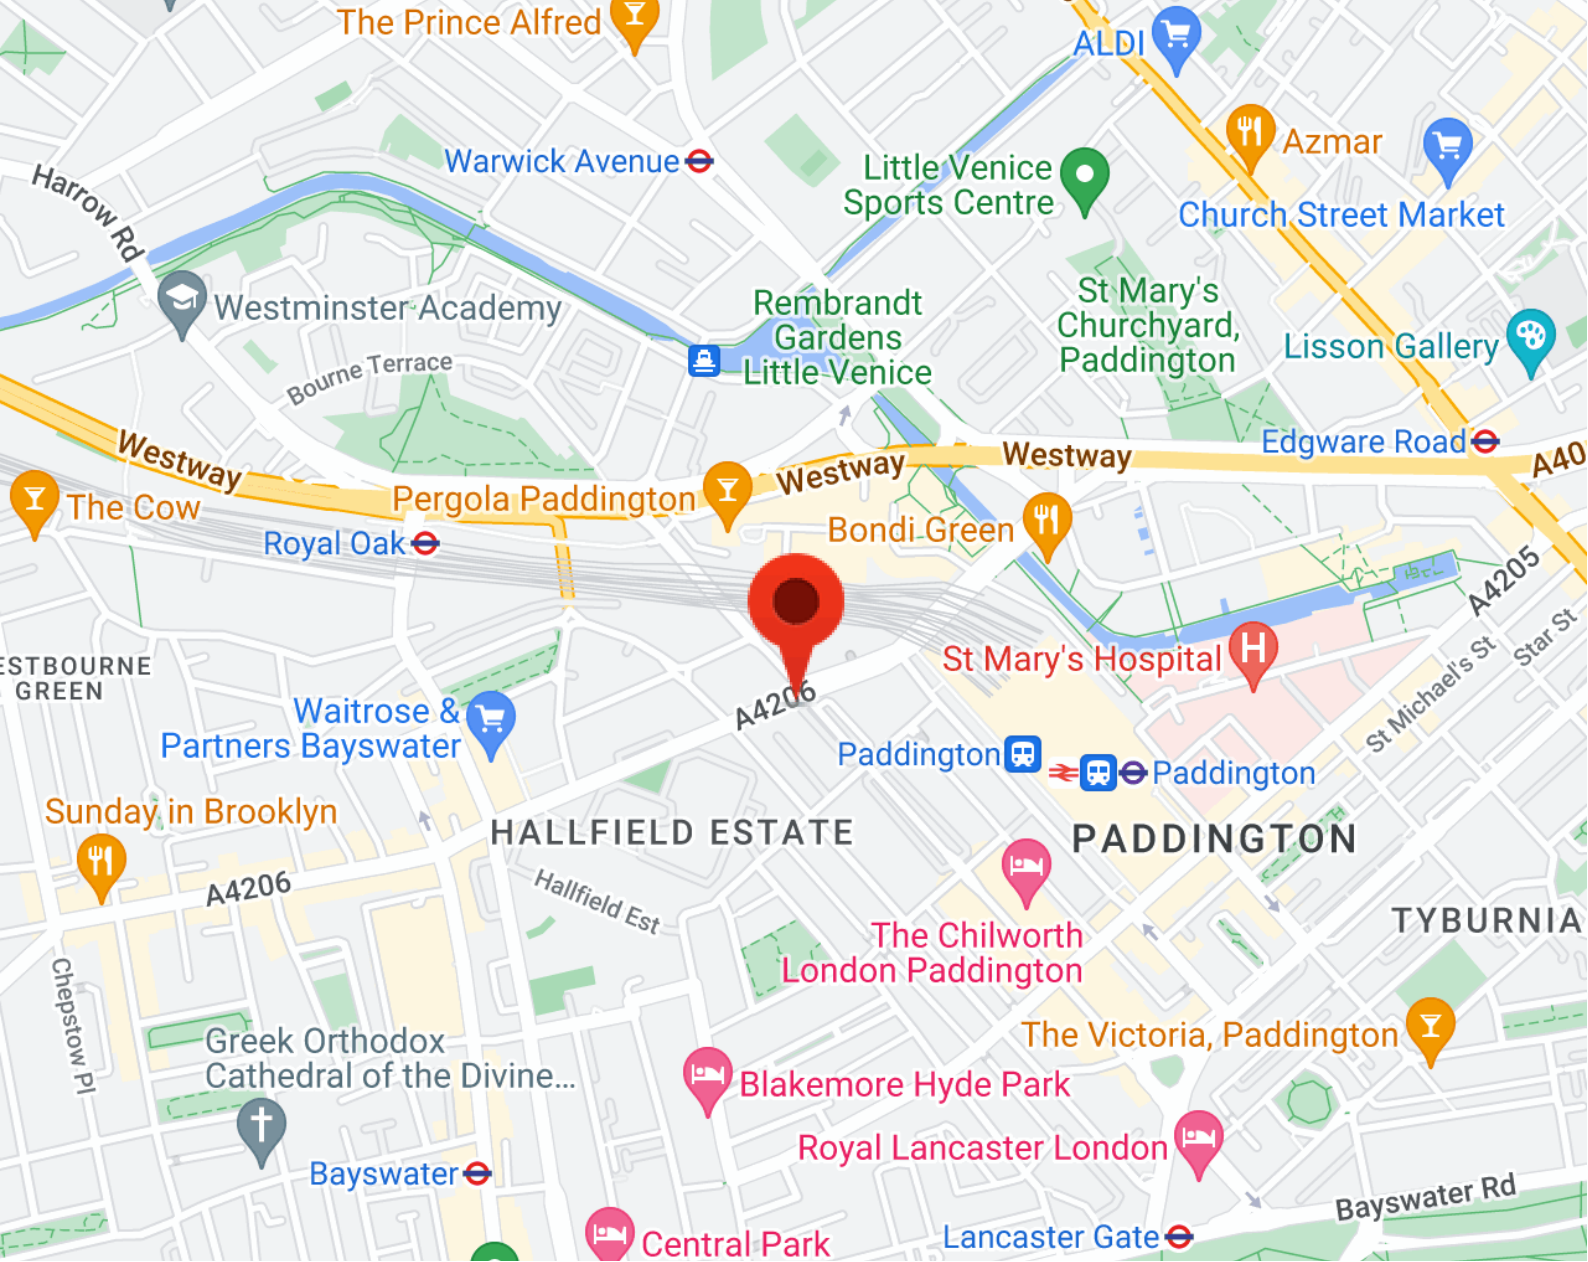 The Prince Alfred
ALDI
Azmar
Warwick Avenue
Little Venice
Sports Centre
Church Street Market
Harrow Rd
Westminster Academy
Rembrandt
Gardens
Little Venice
St Mary's
Churchyard,
Paddington
Lisson Gallery
Bourne Terrace
Edgware Road
Westway
Westway
Westway
A40
The Cow
Pergola Paddington
Bondi Green
Royal Oak
A4205
Star St
ESTBOURNE
GREEN
St Mary's Hospital
H
St Michael's St
Waitrose &
Partners Bayswater
A4206
Paddington
Paddington
Sunday in Brooklyn
HALLFIELD ESTATE
PADDINGTON
A4206
Hallfield Est
The Chilworth
London Paddington
TYBURNIA
Chepstow Pl
Greek Orthodox
Cathedral of the Divine...
The Victoria, Paddington
Blakemore Hyde Park
Royal Lancaster London
Bayswater
Bayswater Rd
Central Park
Lancaster Gate